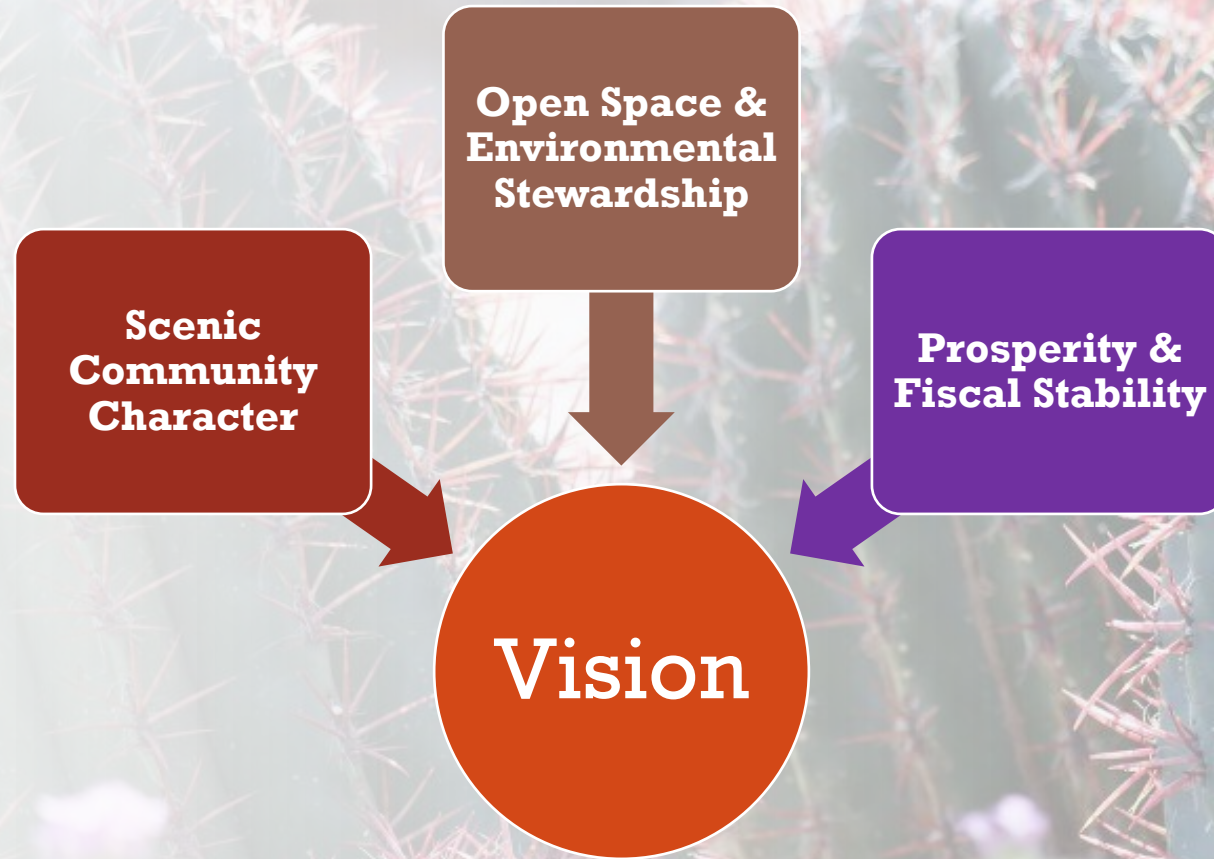 Open Space &
Environmental
Stewardship
Scenic
Community
Character
Prosperity &
Fiscal Stability
Vision